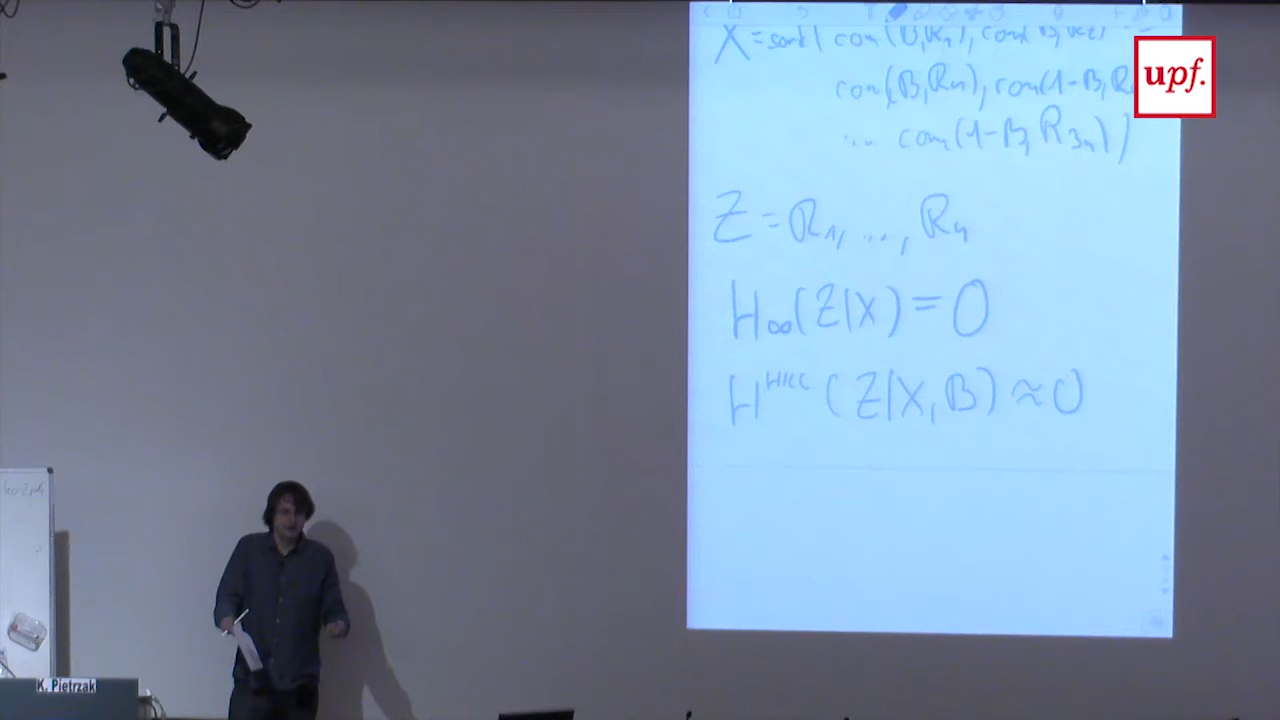 X = sort( com(B,R1), com(B,R2) ...
com(B,Rn), com(1-B,R
... com(1-B, R3n))
upf.
Z = R1, ..., Rn
H∞(Z|X) = 0
H^HILL (Z|X,B) ≈ 0
K. Pietrzak